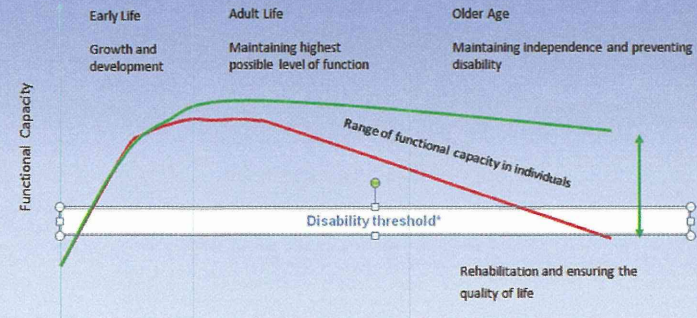 Early Life
Adult Life
Older Age
Growth and
development
Maintaining highest
possible level of function
Maintaining independence and preventing
disability
Functional Capacity
Range of functional capacity in individuals
Disability threshold*
Rehabilitation and ensuring the
quality of life